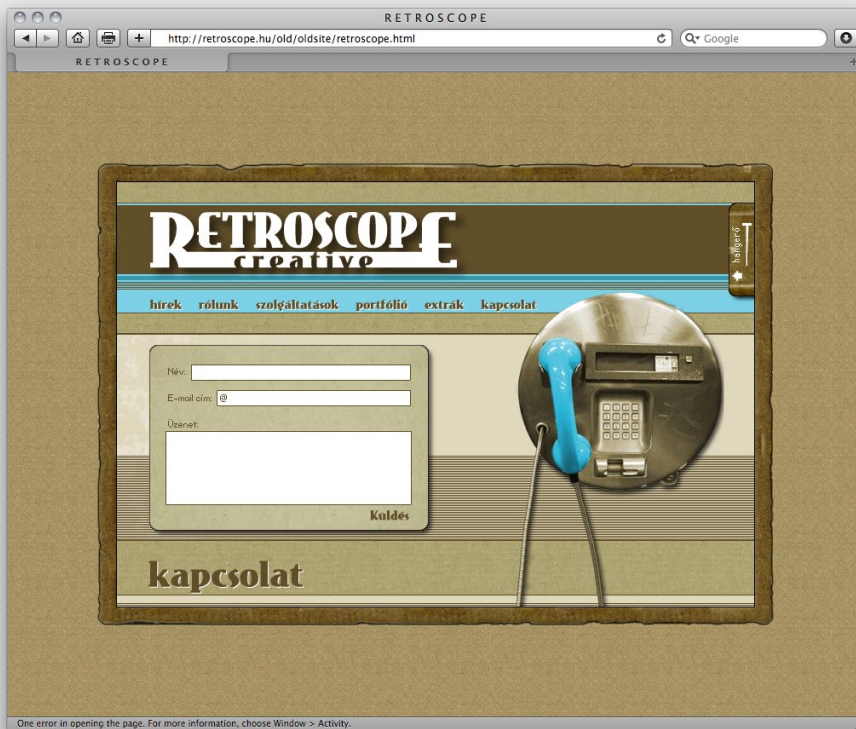 RETROSCOPE
http://retroscope.hu/old/oldsite/retroscope.html
Google
RETROSCOPE
RETROSCOPE
creative
hangerő
hírek rólunk szolgáltatások portfólió extrák kapcsolat
Név:
E-mail cím: @
Üzenet:
Küldés
kapcsolat
One error in opening the page. For more information, choose Window > Activity.